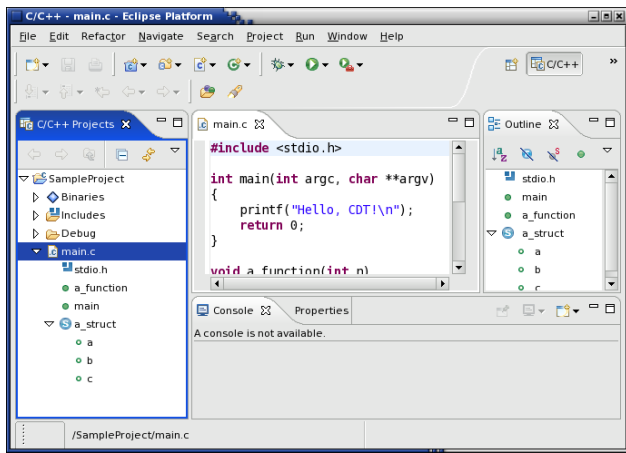 C/C++ - main.c - Eclipse Platform
File Edit Refactor Navigate Search Project Run Window Help
C/C++
C/C++ Projects
SampleProject
Binaries
Includes
Debug
main.c
stdio.h
a_function
main
a_struct
a
b
c
main.c
#include <stdio.h>
int main(int argc, char **argv)
{
printf("Hello, CDT!\n");
return 0;
}
void a_function(int n)
Outline
stdio.h
main
a_function
a_struct
a
b
c
Console Properties
A console is not available.
/SampleProject/main.c